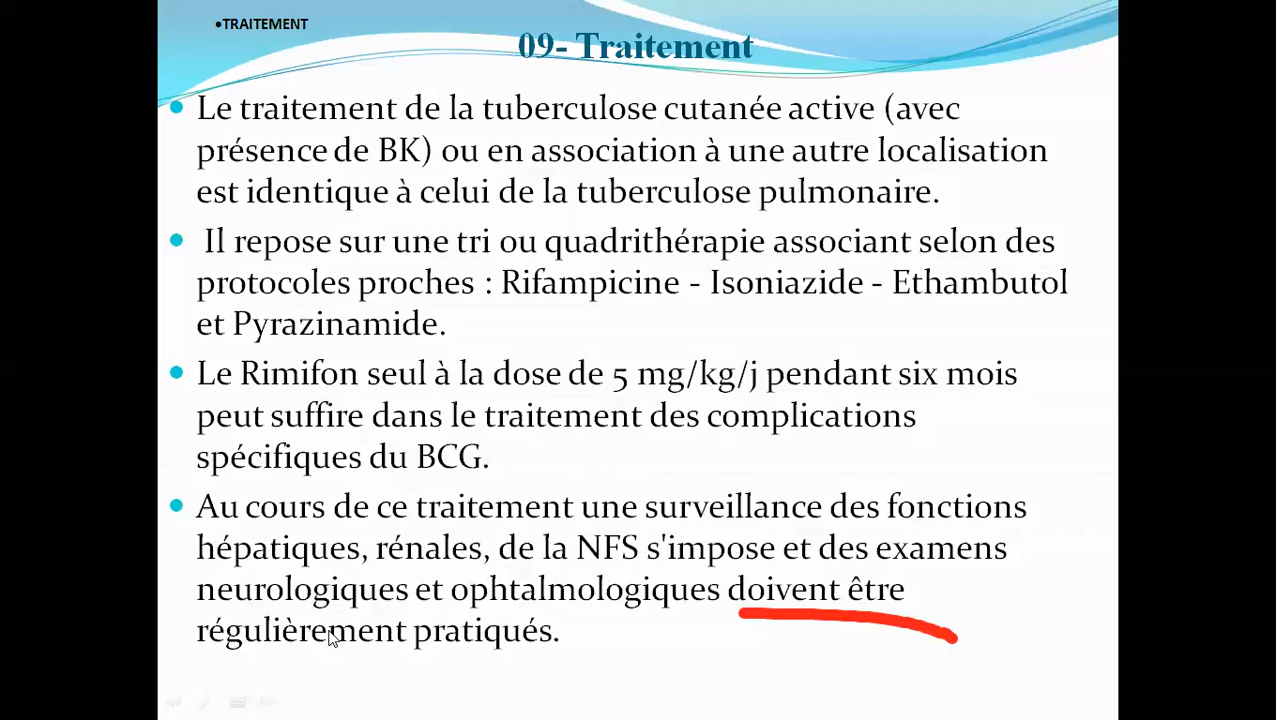 •TRAITEMENT
09- Traitement
• Le traitement de la tuberculose cutanée active (avec
présence de BK) ou en association à une autre localisation
est identique à celui de la tuberculose pulmonaire.
• Il repose sur une tri ou quadrithérapie associant selon des
protocoles proches : Rifampicine - Isoniazide - Ethambutol
et Pyrazinamide.
• Le Rimifon seul à la dose de 5 mg/kg/j pendant six mois
peut suffire dans le traitement des complications
spécifiques du BCG.
• Au cours de ce traitement une surveillance des fonctions
hépatiques, rénales, de la NFS s'impose et des examens
neurologiques et ophtalmologiques doivent être
régulièrement pratiqués.